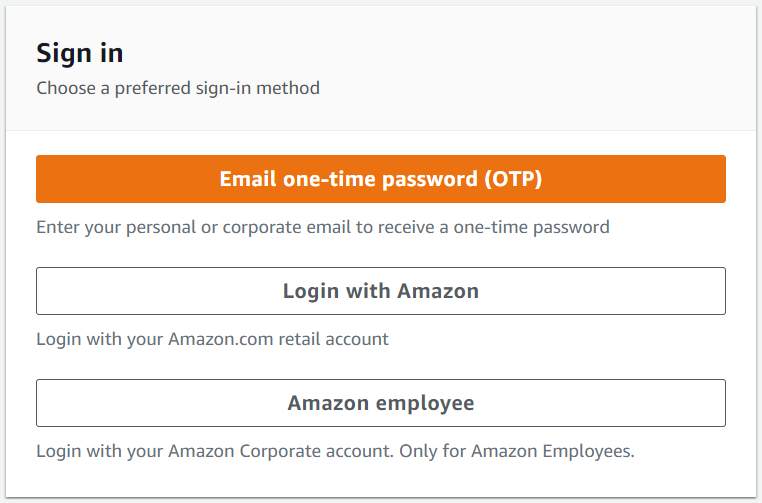 Sign in
Choose a preferred sign-in method
Email one-time password (OTP)
Enter your personal or corporate email to receive a one-time password
Login with Amazon
Login with your Amazon.com retail account
Amazon employee
Login with your Amazon Corporate account. Only for Amazon Employees.